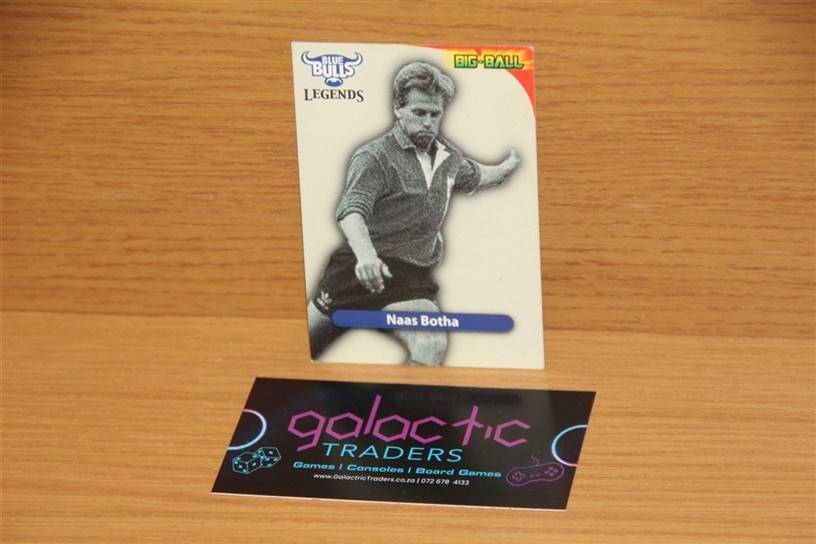 BLUE
BULLS
LEGENDS
BIG BALL
Naas Botha
galactic
TRADERS
Games | Consoles | Board Games
www.GalactricTraders.co.za | 072 678 4133